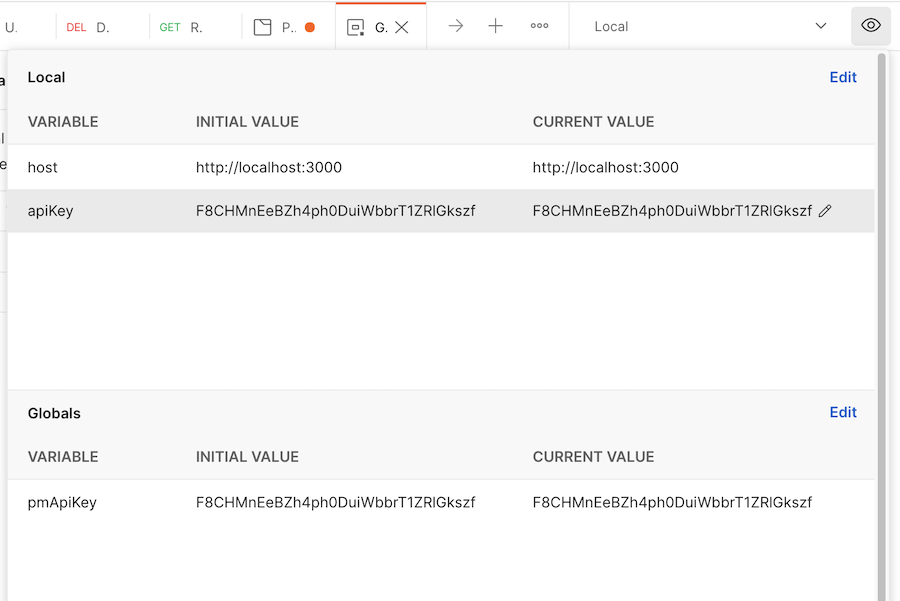 U. DEL D. GET R. P.. G. Local
Local Edit
VARIABLE INITIAL VALUE CURRENT VALUE
host http://localhost:3000 http://localhost:3000
apiKey F8CHMnEeBZh4ph0DuiWbbrT1ZRlGkszf F8CHMnEeBZh4ph0DuiWbbrT1ZRlGkszf
Globals Edit
VARIABLE INITIAL VALUE CURRENT VALUE
pmApiKey F8CHMnEeBZh4ph0DuiWbbrT1ZRlGkszf F8CHMnEeBZh4ph0DuiWbbrT1ZRlGkszf